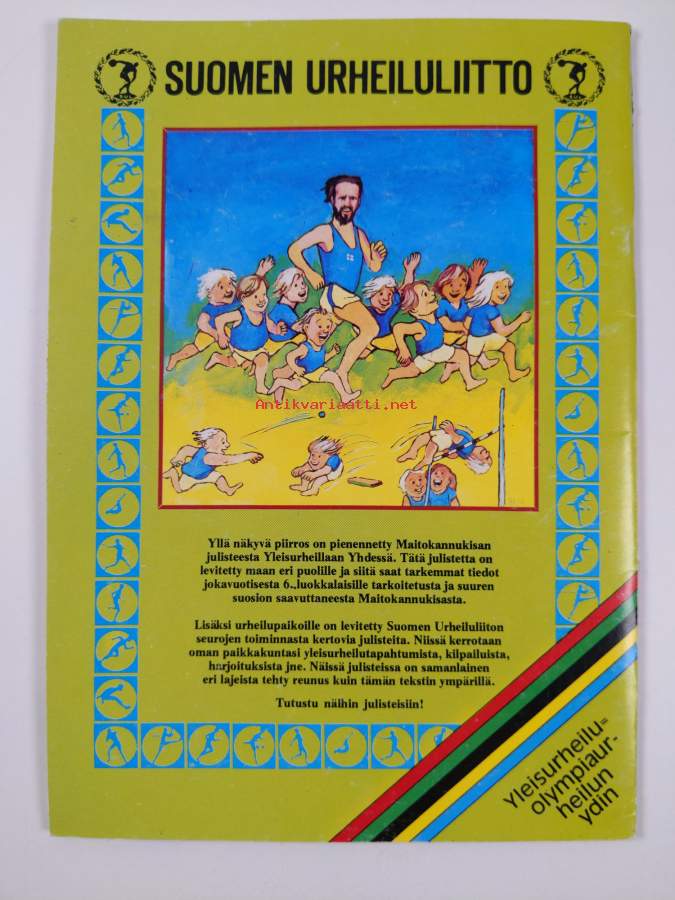 SUOMEN URHEILULIITTO
Antikvariaatti.net
Yllä näkyvä piirros on pienennetty Maitokannukisan
julisteesta Yleisurheillaan Yhdessä. Tätä julistetta on
levitetty maan eri puolille ja siitä saat tarkemmat tiedot
jokavuotisesta 6.luokkalaisille tarkoitetusta ja suuren
suosion saavuttaneesta Maitokannukisasta.
Lisäksi urheilupaikoille on levitetty Suomen Urheiluliiton
seurojen toiminnasta kertovia julisteita. Niissä kerrotaan
oman paikkakuntasi yleisurheilutapahtumista, kilpailuista,
harjoituksista jne. Näissä julisteissa on samanlainen
eri lajeista tehty reunus kuin tämän tekstin ympärillä.
Tutustu näihin julisteisiin!
Yleisurheilu=
olympiaur-
heilun
ydin